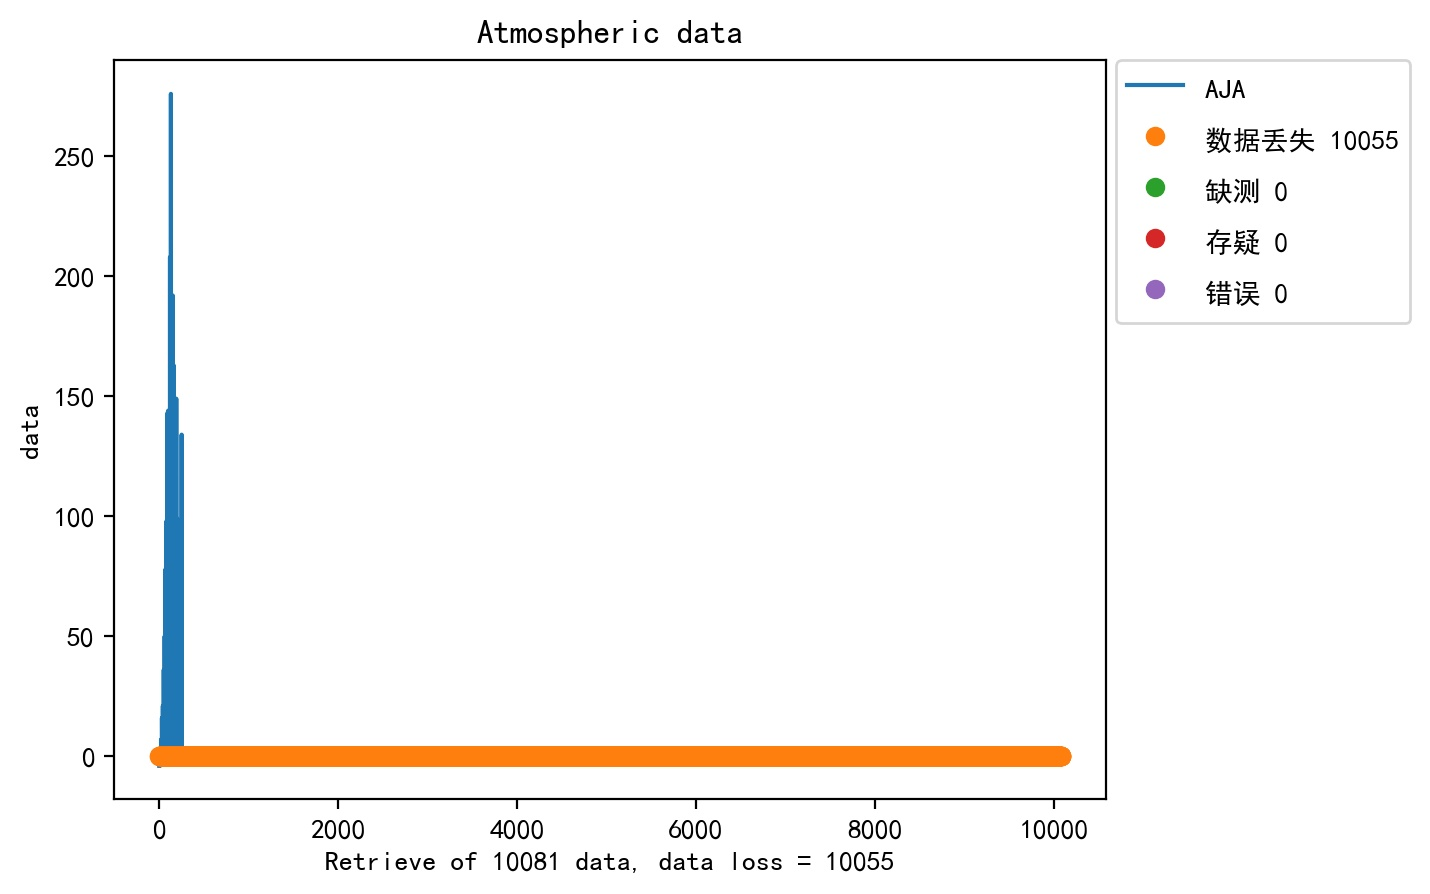 Atmospheric data
AJA
数据丢失 10055
缺测 0
存疑 0
错误 0
250
200
150
100
50
0
data
0 2000 4000 6000 8000 10000
Retrieve of 10081 data, data loss = 10055